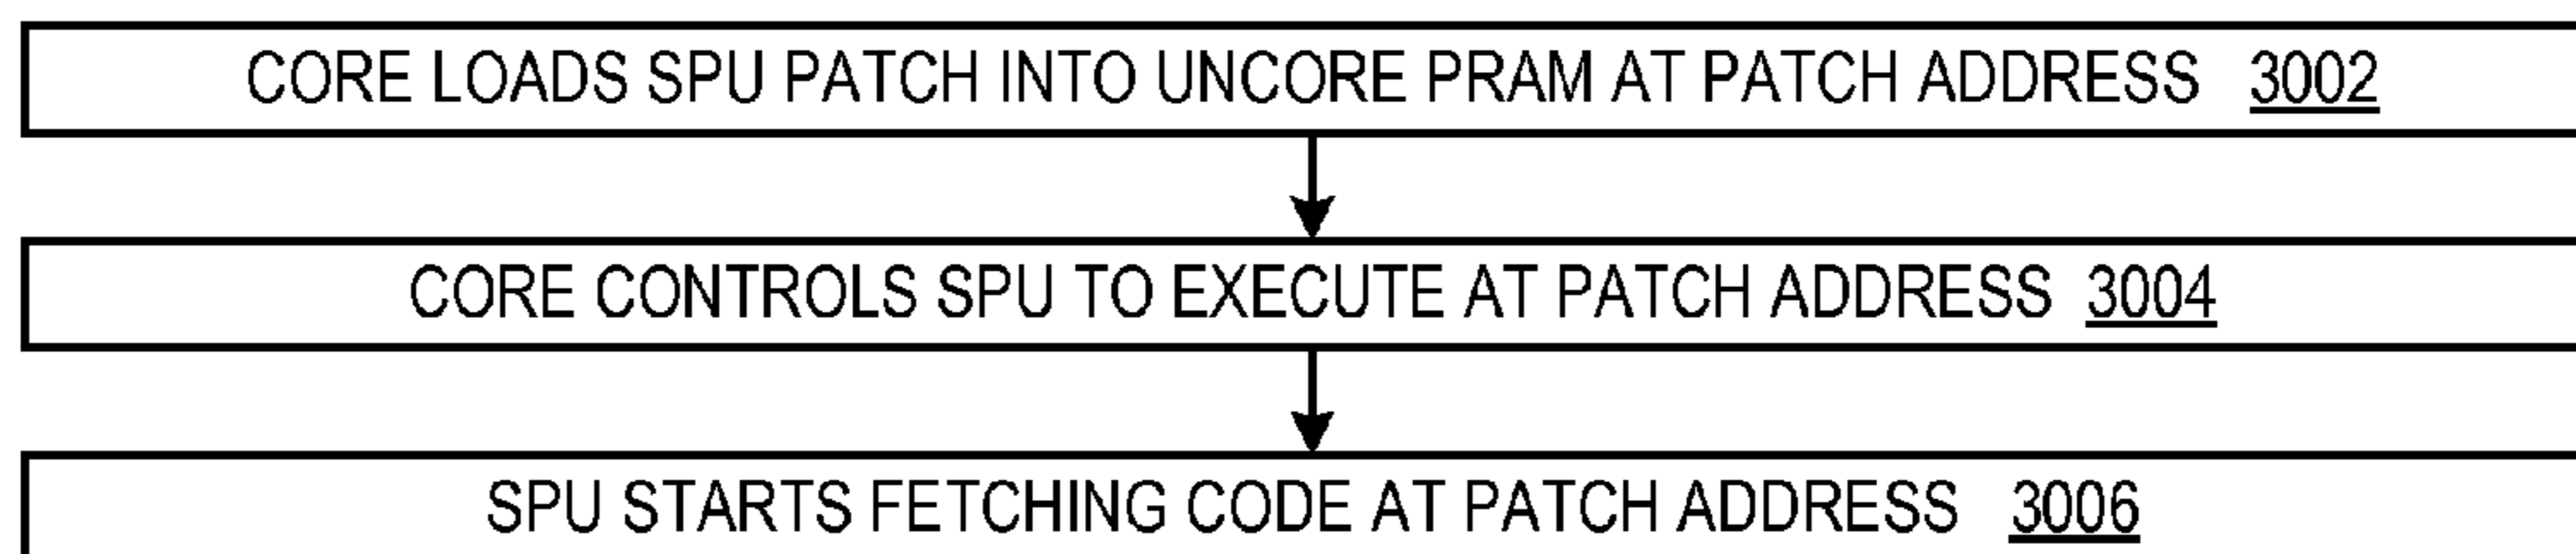 CORE LOADS SPU PATCH INTO UNCORE PRAM AT PATCH ADDRESS 3002
CORE CONTROLS SPU TO EXECUTE AT PATCH ADDRESS 3004
SPU STARTS FETCHING CODE AT PATCH ADDRESS 3006